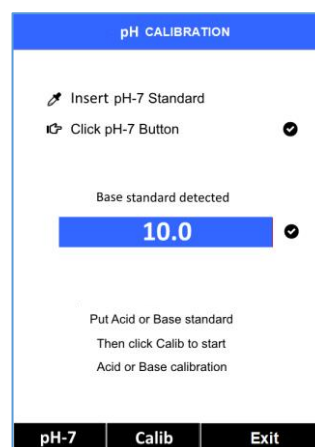 pH CALIBRATION
Insert pH-7 Standard
Click pH-7 Button
Base standard detected
10.0
Put Acid or Base standard
Then click Calib to start
Acid or Base calibration
pH-7 Calib Exit